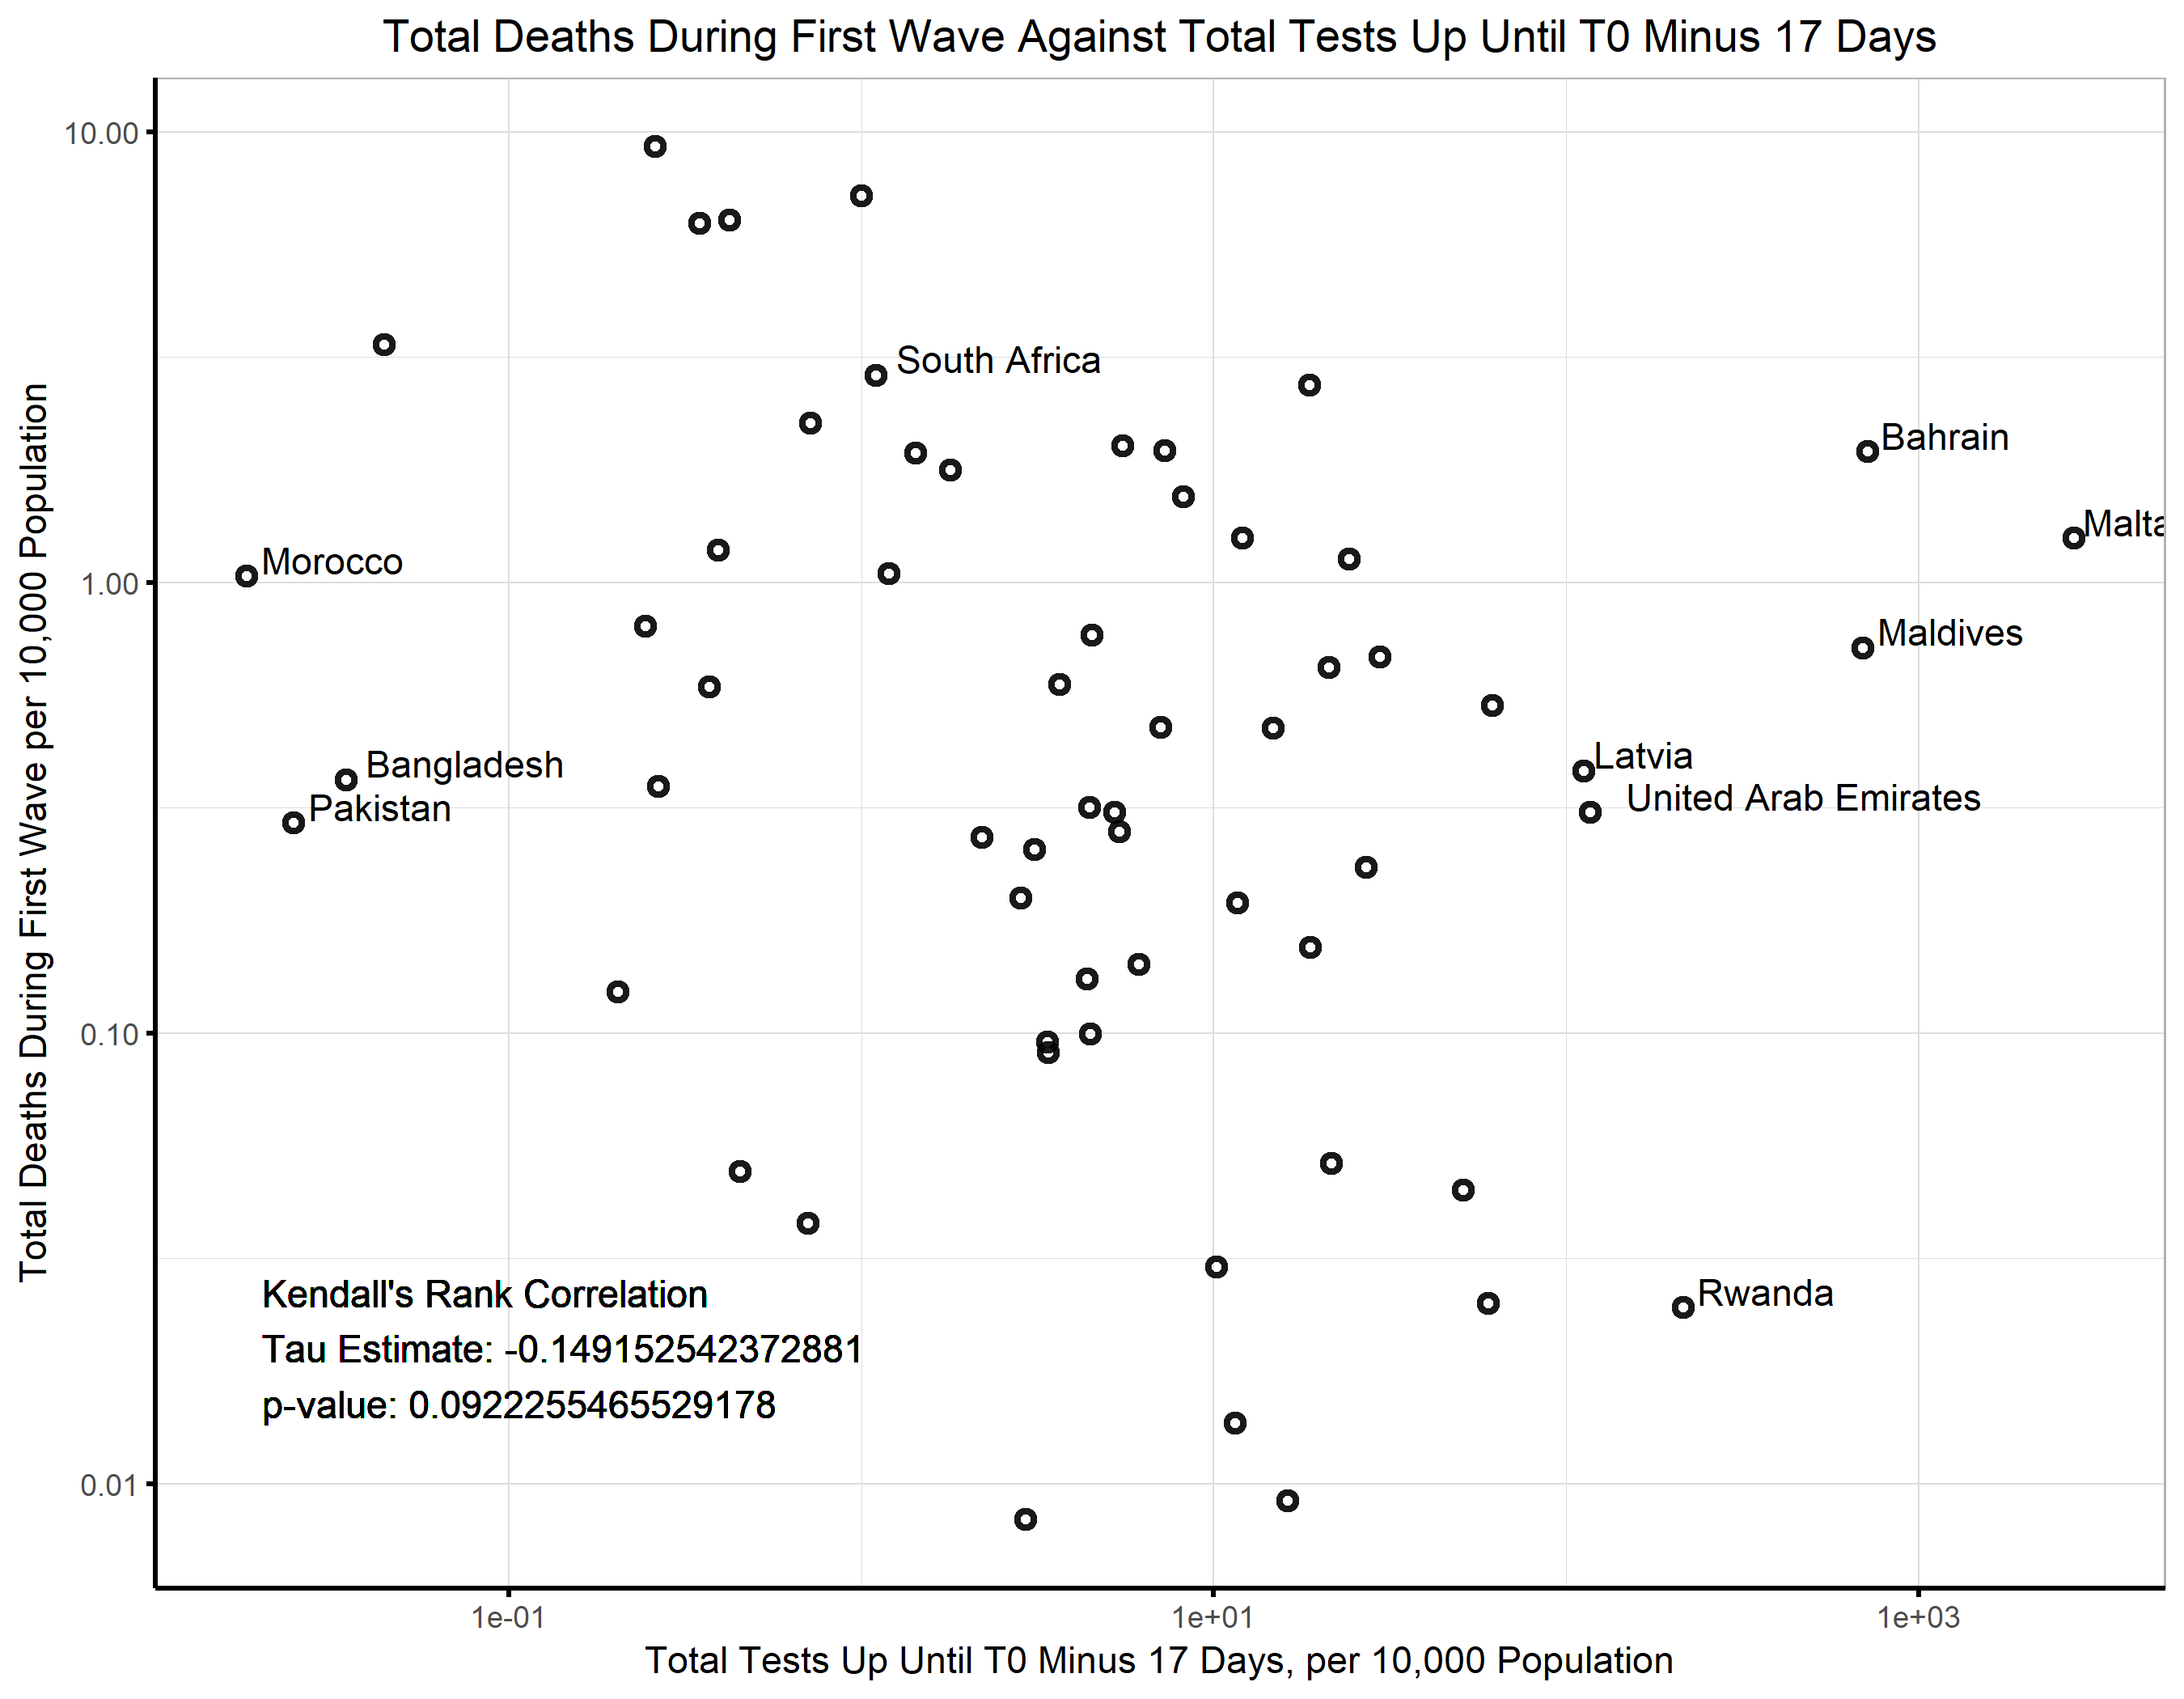 Total Deaths During First Wave Against Total Tests Up Until T0 Minus 17 Days
Total Deaths During First Wave per 10,000 Population
10.00
1.00
0.10
0.01
South Africa
Bahrain
Malta
Morocco
Maldives
Latvia
Bangladesh
United Arab Emirates
Pakistan
Rwanda
Kendall's Rank Correlation
Tau Estimate: -0.149152542372881
p-value: 0.0922255465529178
1e-01
1e+01
1e+03
Total Tests Up Until T0 Minus 17 Days, per 10,000 Population